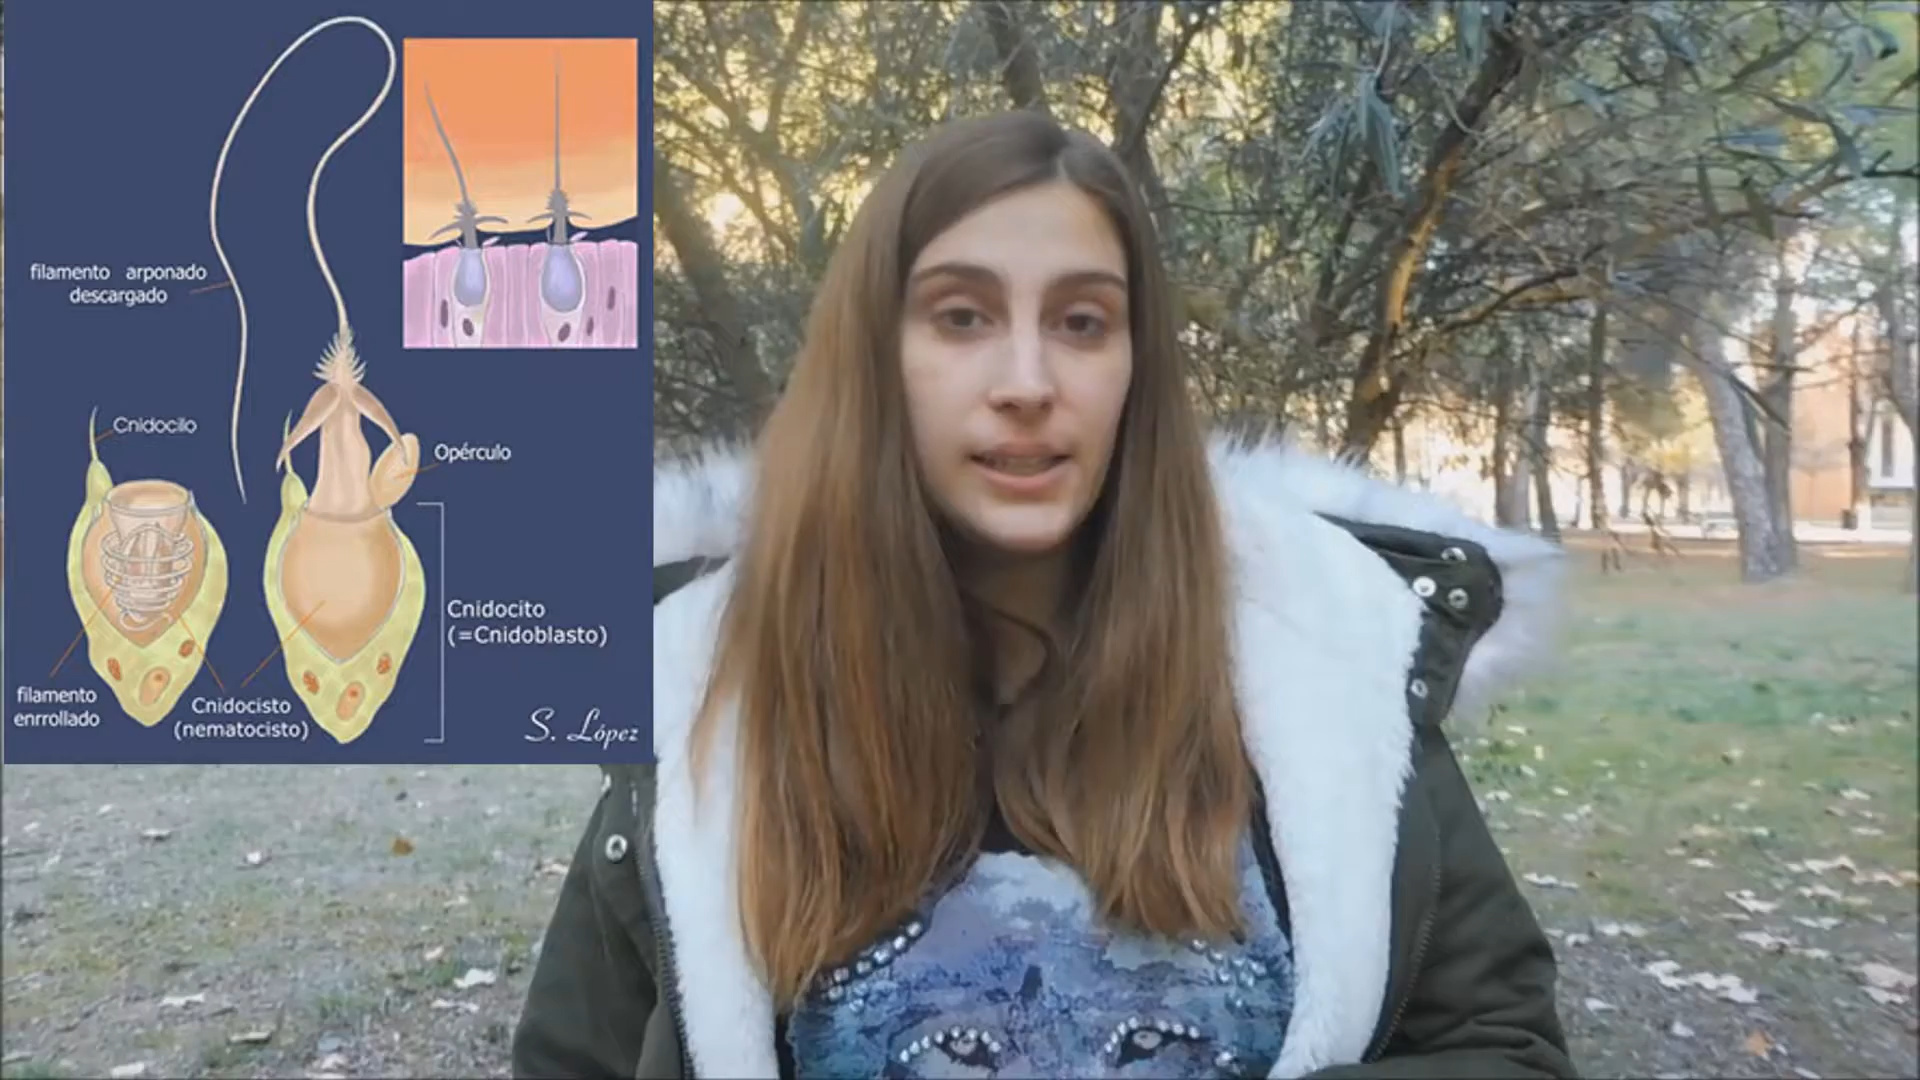 filamento arponado
descargado
Cnidocilo
Opérculo
Cnidocito
(=Cnidoblasto)
filamento
enrrollado
Cnidocisto
(nematocisto)
S. López